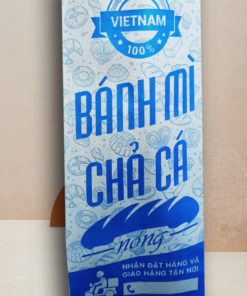 VIETNAM
100%
BÁNH MÌ
CHẢ CÁ
nóng
NHẬN ĐẶT HÀNG VÀ
GIAO HÀNG TẬN NƠI